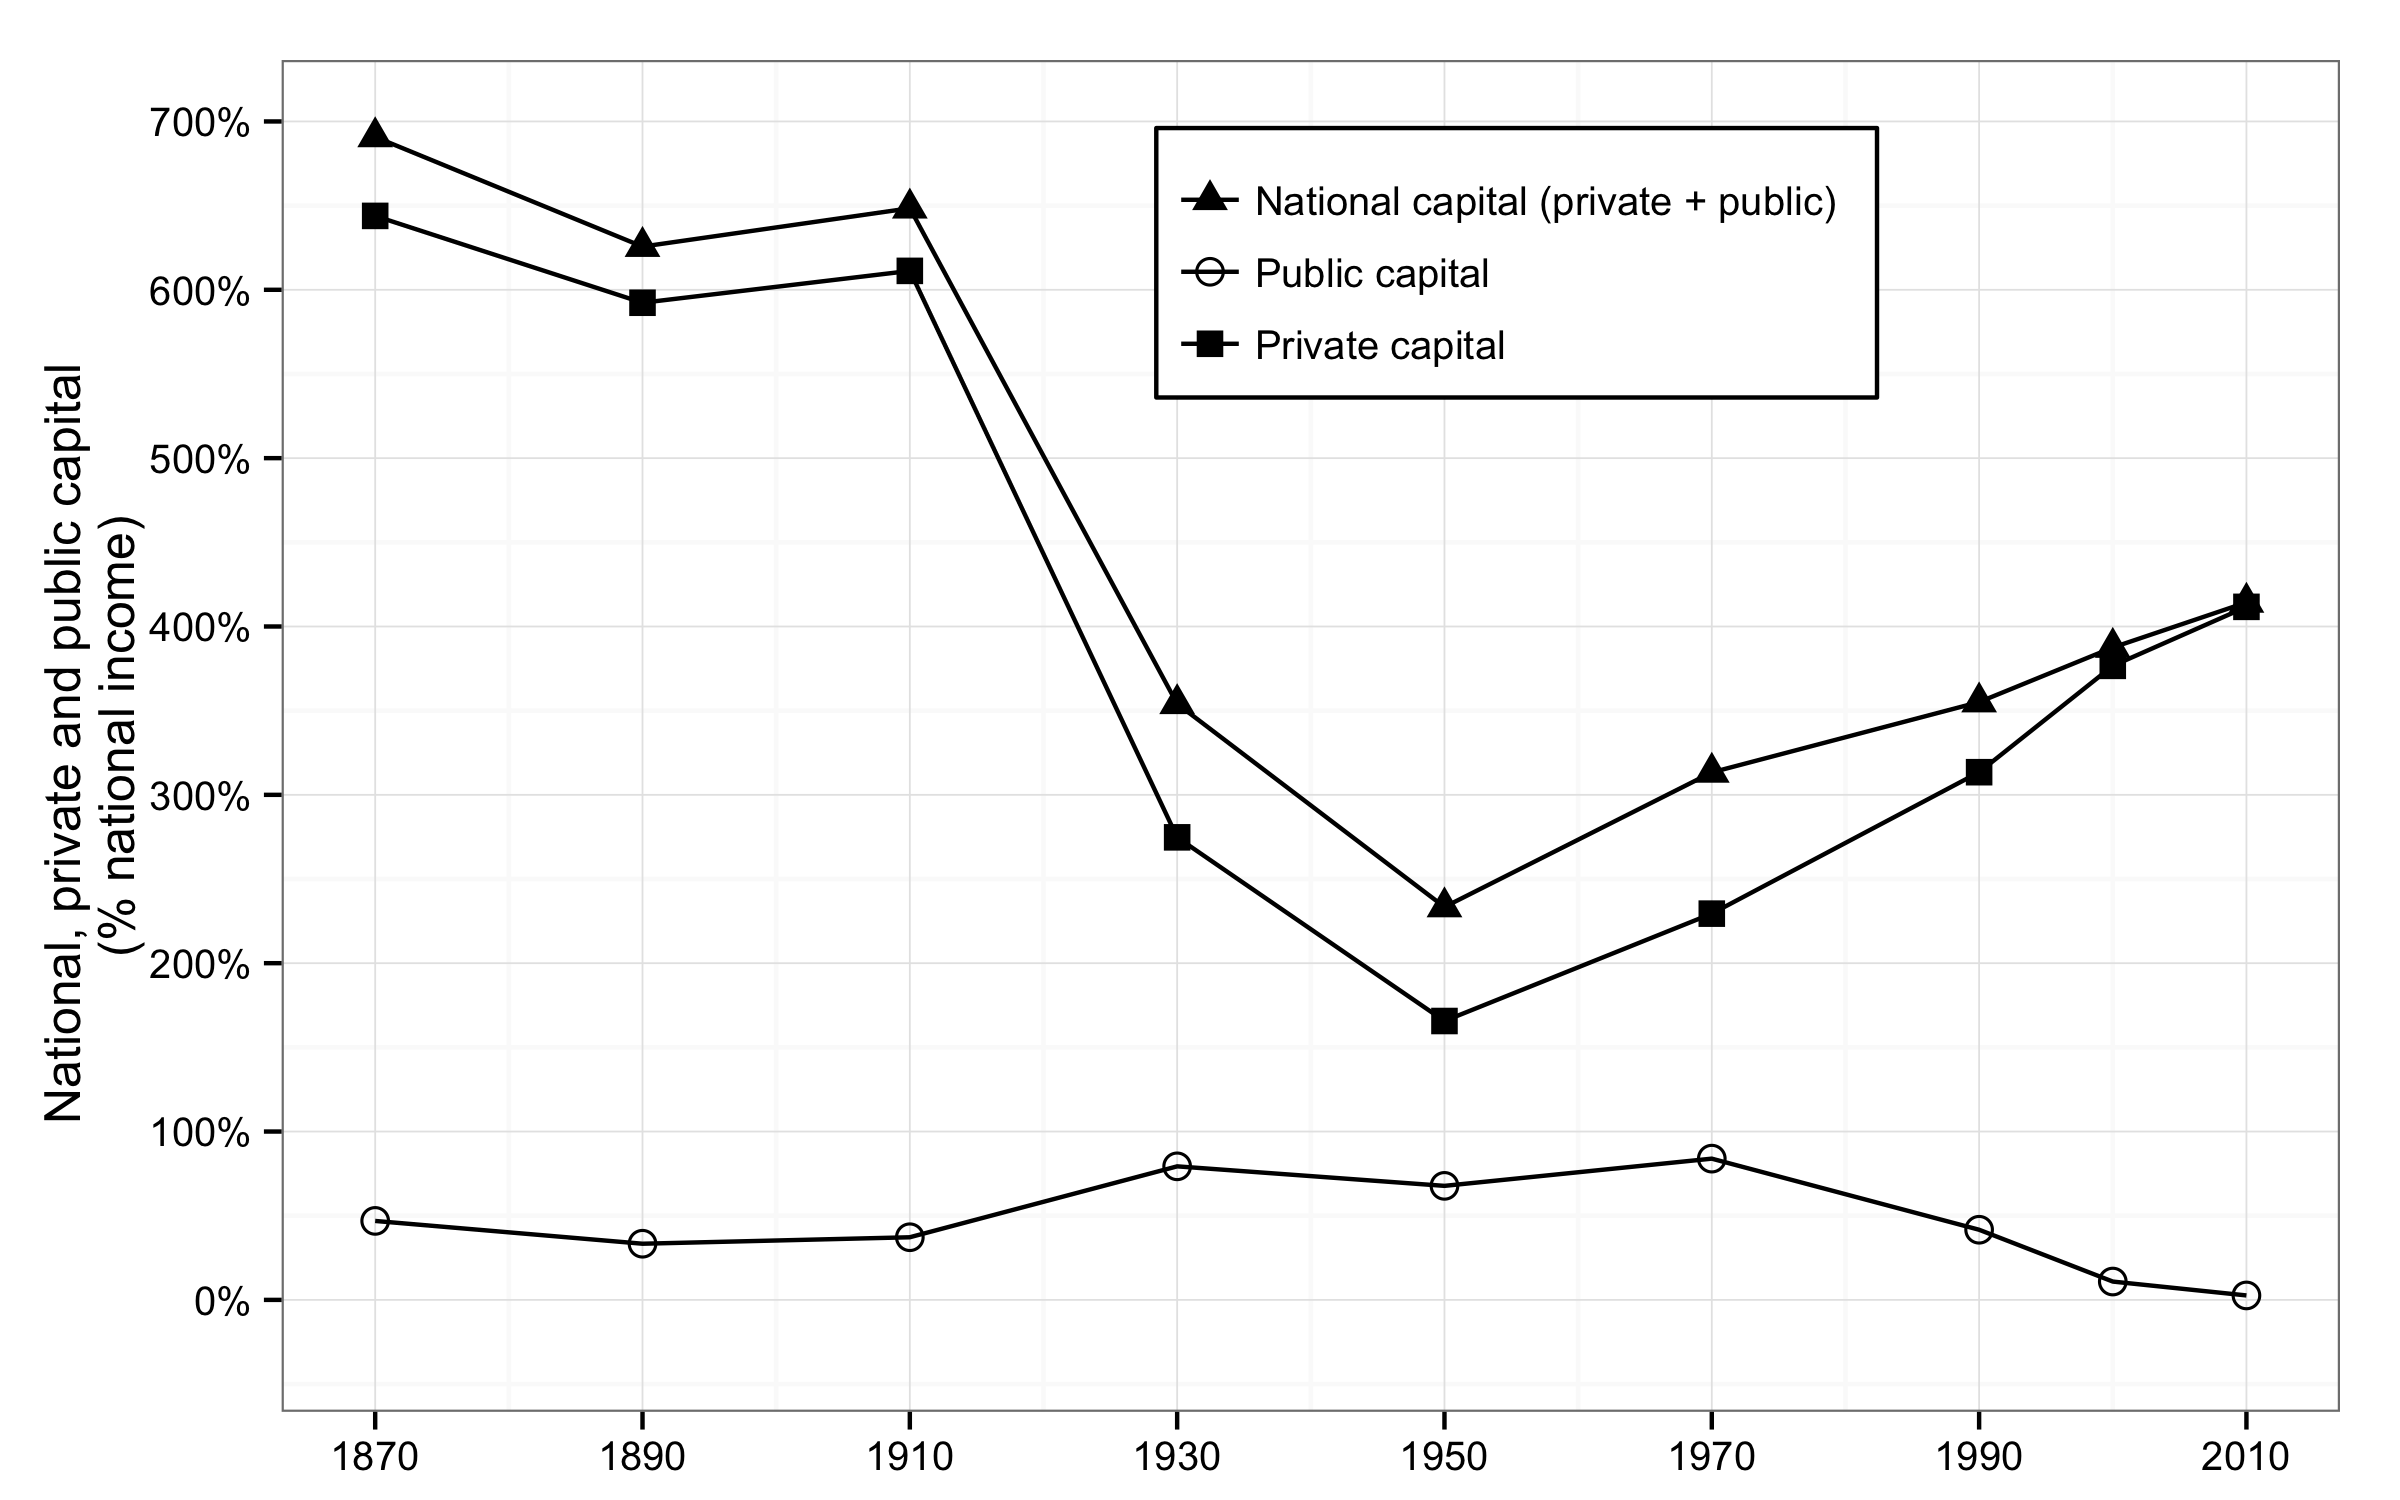 National, private and public capital
(% national income)
700%
600%
500%
400%
300%
200%
100%
0%
National capital (private + public)
Public capital
Private capital
1870 1890 1910 1930 1950 1970 1990 2010